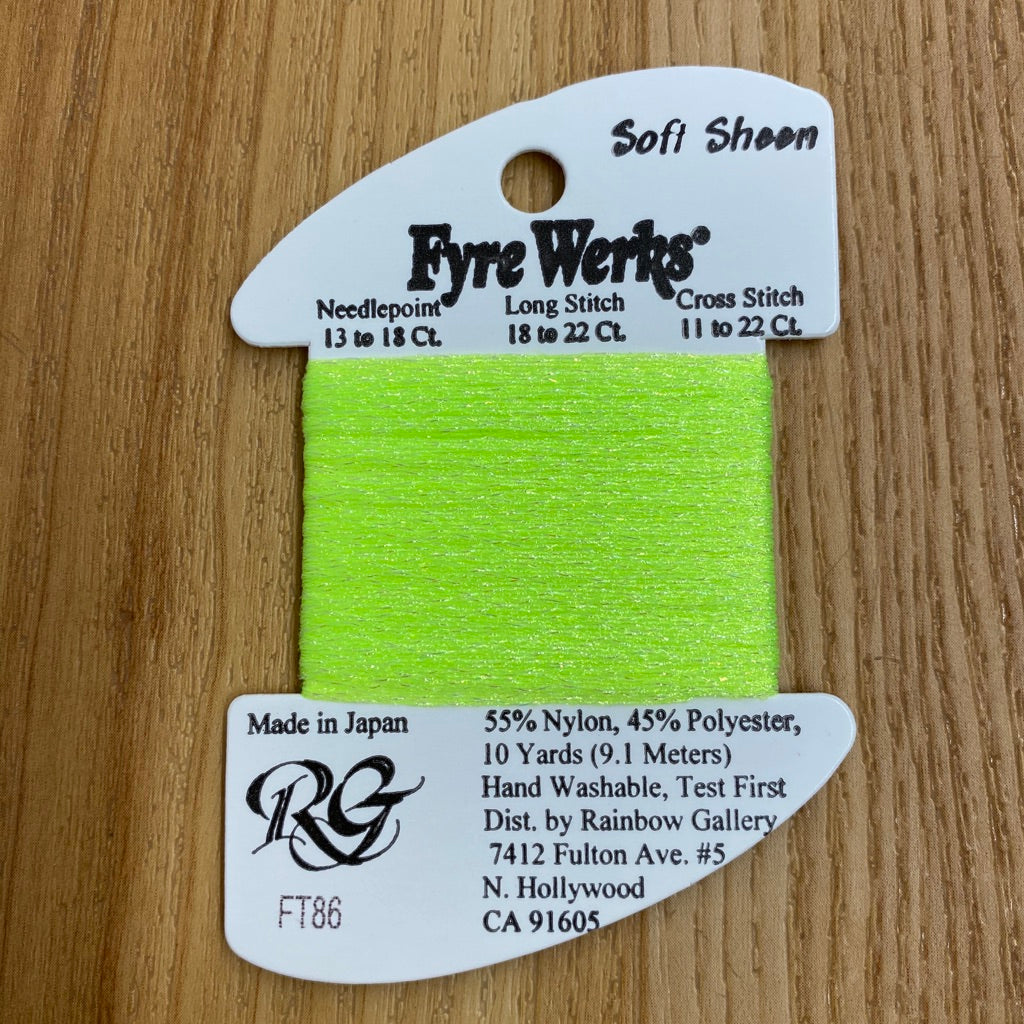 Soft Sheen
Fyre Werks®
Needlepoint Long Stitch Cross Stitch
13 to 18 Ct. 18 to 22 Ct. 11 to 22 Ct.
Made in Japan
RG
FT86
55% Nylon, 45% Polyester,
10 Yards (9.1 Meters)
Hand Washable, Test First
Dist. by Rainbow Gallery
7412 Fulton Ave. #5
N. Hollywood
CA 91605